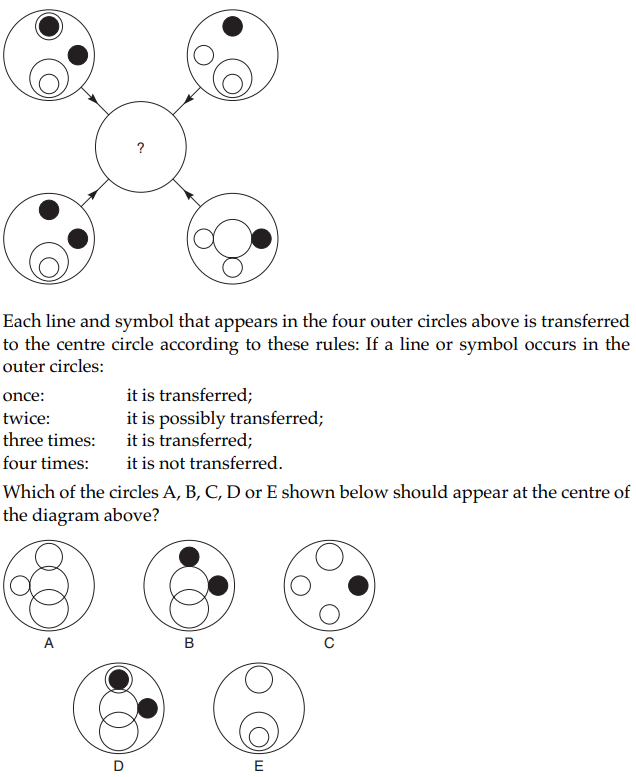 ?
Each line and symbol that appears in the four outer circles above is transferred
to the centre circle according to these rules: If a line or symbol occurs in the
outer circles:
once: it is transferred;
twice: it is possibly transferred;
three times: it is transferred;
four times: it is not transferred.
Which of the circles A, B, C, D or E shown below should appear at the centre of
the diagram above?
A B C
D E